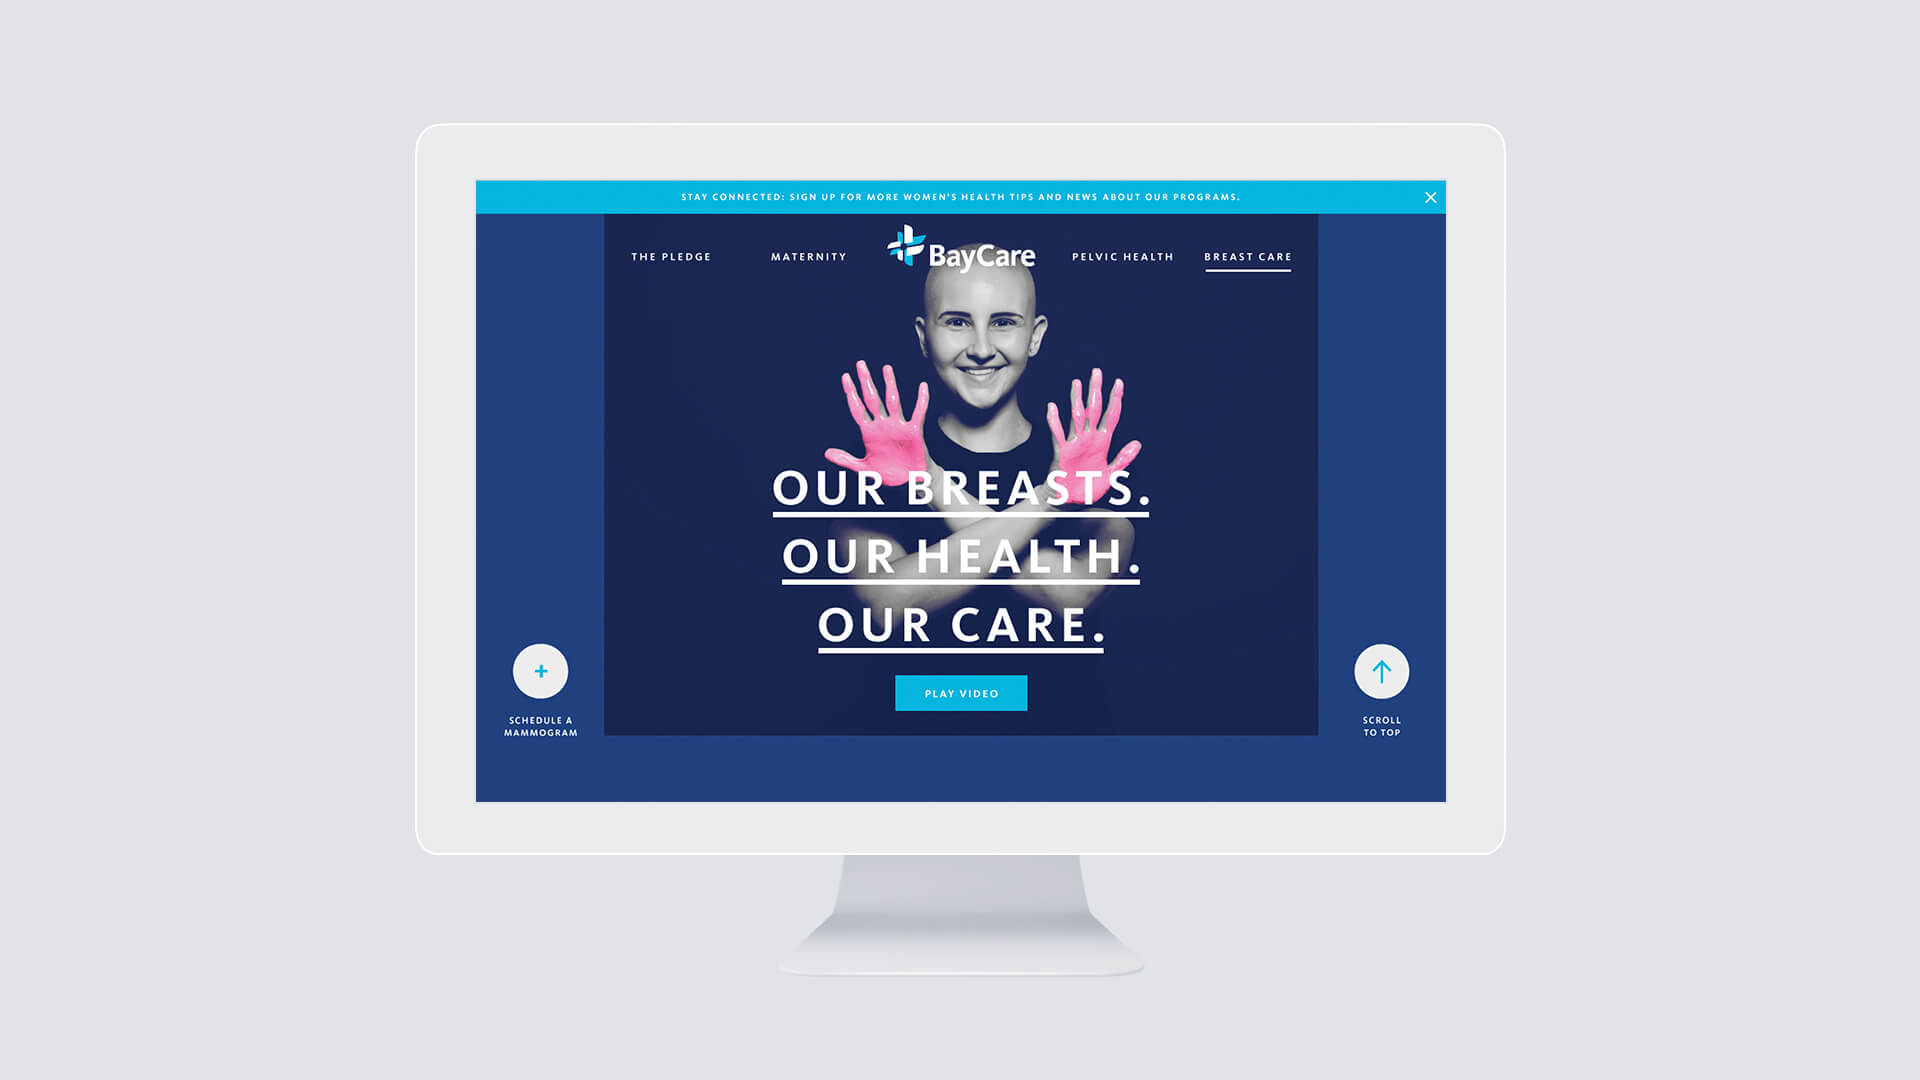 STAY CONNECTED: SIGN UP FOR MORE WOMEN'S HEALTH TIPS AND NEWS ABOUT OUR PROGRAMS.
THE PLEDGE
MATERNITY
BayCare
PELVIC HEALTH
BREAST CARE
OUR BREASTS.
OUR HEALTH.
OUR CARE.
PLAY VIDEO
SCHEDULE A
MAMMOGRAM
SCROLL
TO TOP